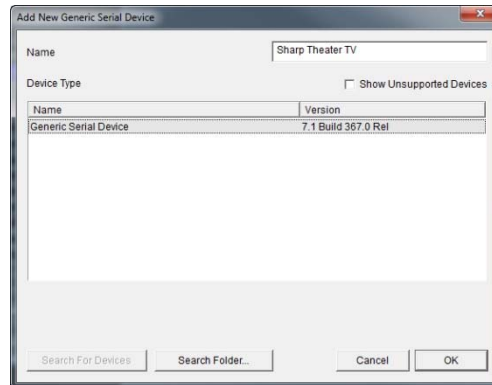 Add New Generic Serial Device
Name Sharp Theater TV
Device Type Show Unsupported Devices
Name Version
Generic Serial Device 7.1 Build 367.0 Rel
Search For Devices Search Folder... Cancel OK